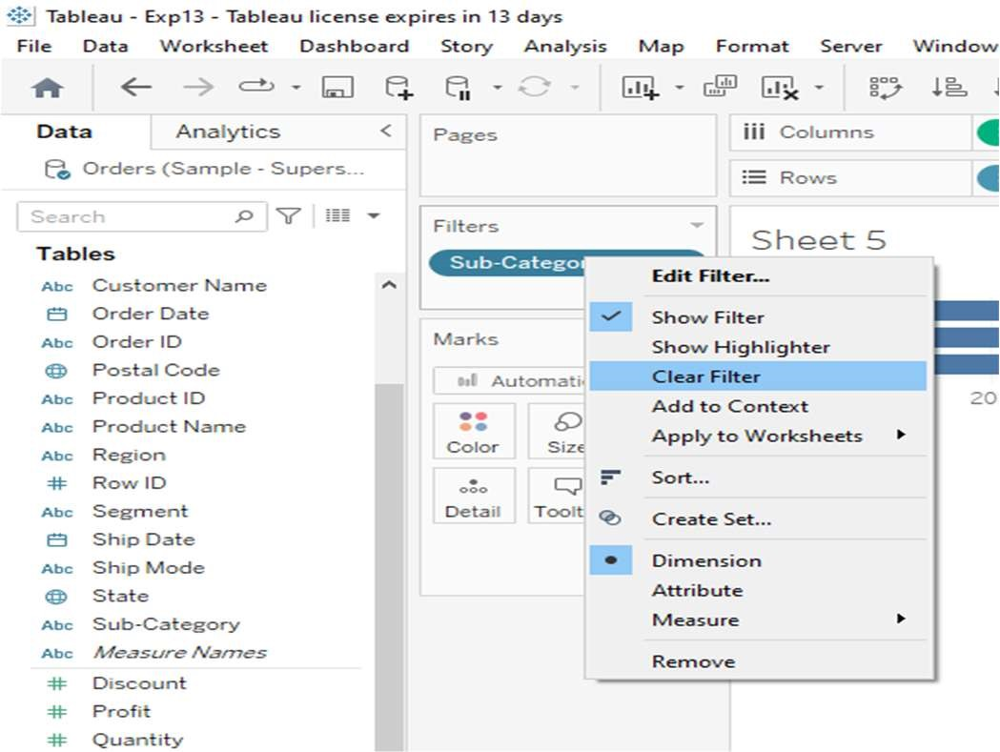 Tableau - Exp13 - Tableau license expires in 13 days
File Data Worksheet Dashboard Story Analysis Map Format Server Window
Data Analytics
Orders (Sample - Supers...
Search
Tables
Abc Customer Name
Order Date
Abc Order ID
Postal Code
Abc Product ID
Abc Product Name
Abc Region
# Row ID
Abc Segment
Ship Date
Abc Ship Mode
State
Abc Sub-Category
Abc Measure Names
# Discount
# Profit
# Quantity
Pages
Filters
Sub-Categor
Marks
Automati
Color Size
Detail Toolt
Columns
Rows
Sheet 5
20
Edit Filter...
Show Filter
Show Highlighter
Clear Filter
Add to Context
Apply to Worksheets
Sort...
Create Set...
Dimension
Attribute
Measure
Remove